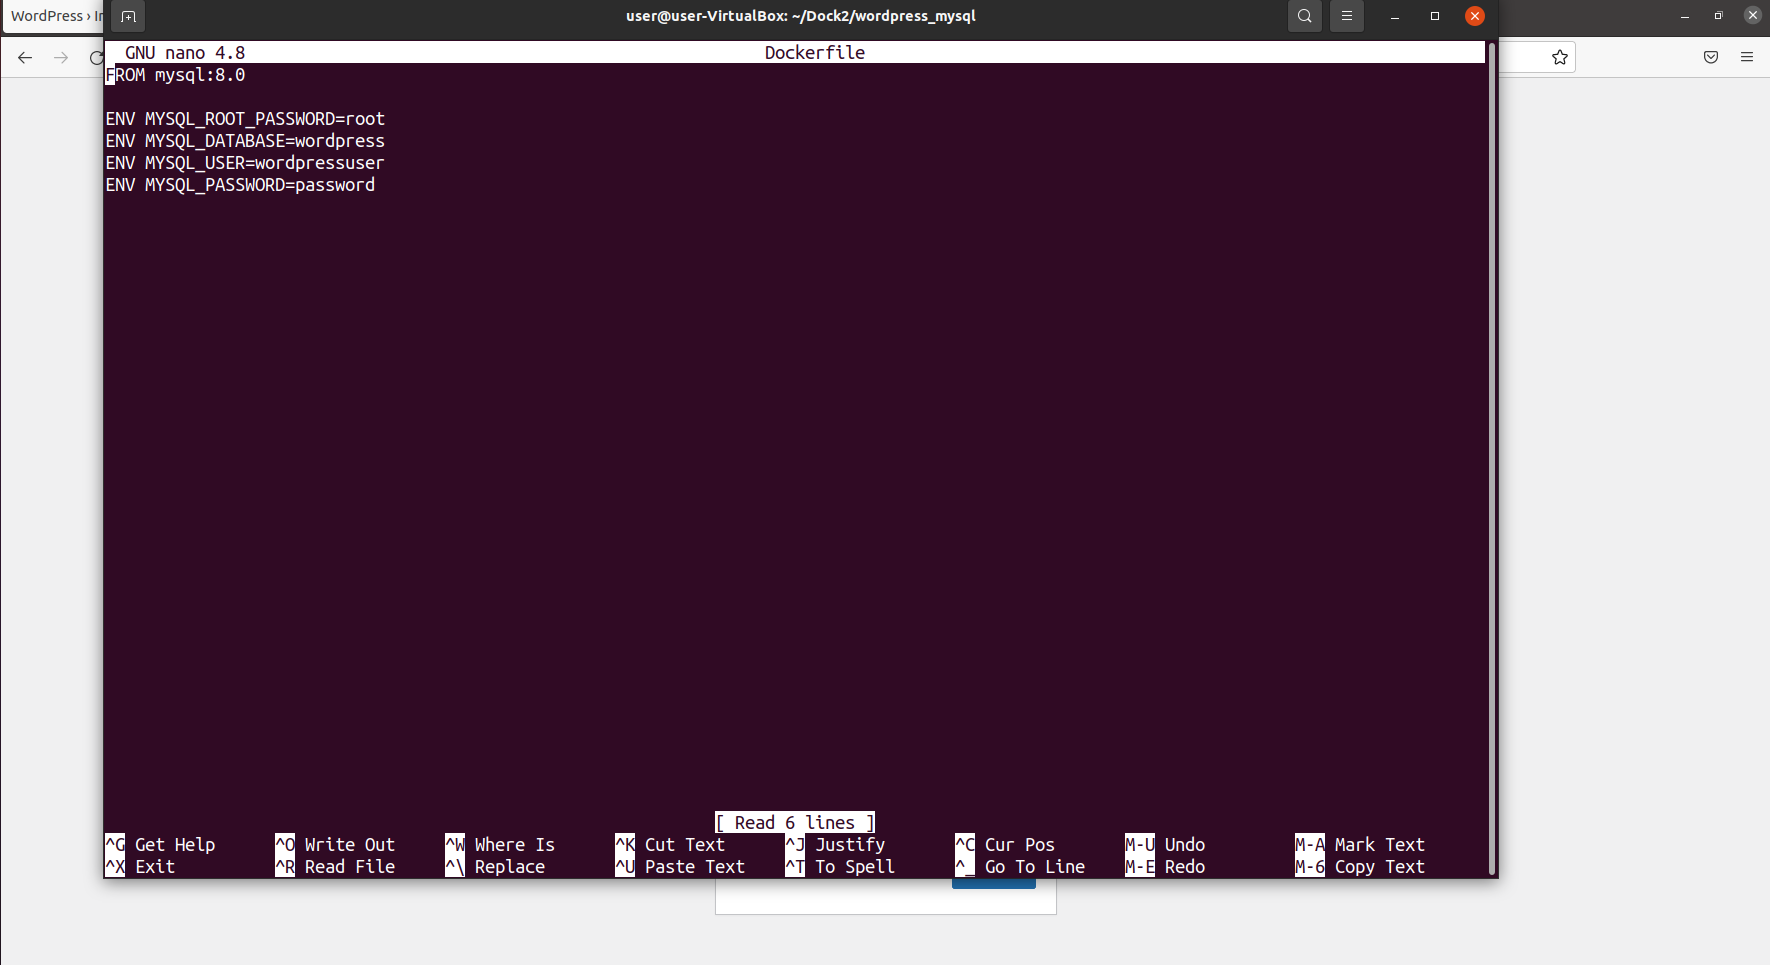 WordPress › In
user@user-VirtualBox: ~/Dock2/wordpress_mysql
GNU nano 4.8 Dockerfile
FROM mysql:8.0
ENV MYSQL_ROOT_PASSWORD=root
ENV MYSQL_DATABASE=wordpress
ENV MYSQL_USER=wordpressuser
ENV MYSQL_PASSWORD=password
[ Read 6 lines ]
^G Get Help ^O Write Out ^W Where Is ^K Cut Text ^J Justify ^C Cur Pos M-U Undo M-A Mark Text
^X Exit ^R Read File ^\ Replace ^U Paste Text ^T To Spell ^_ Go To Line M-E Redo M-6 Copy Text